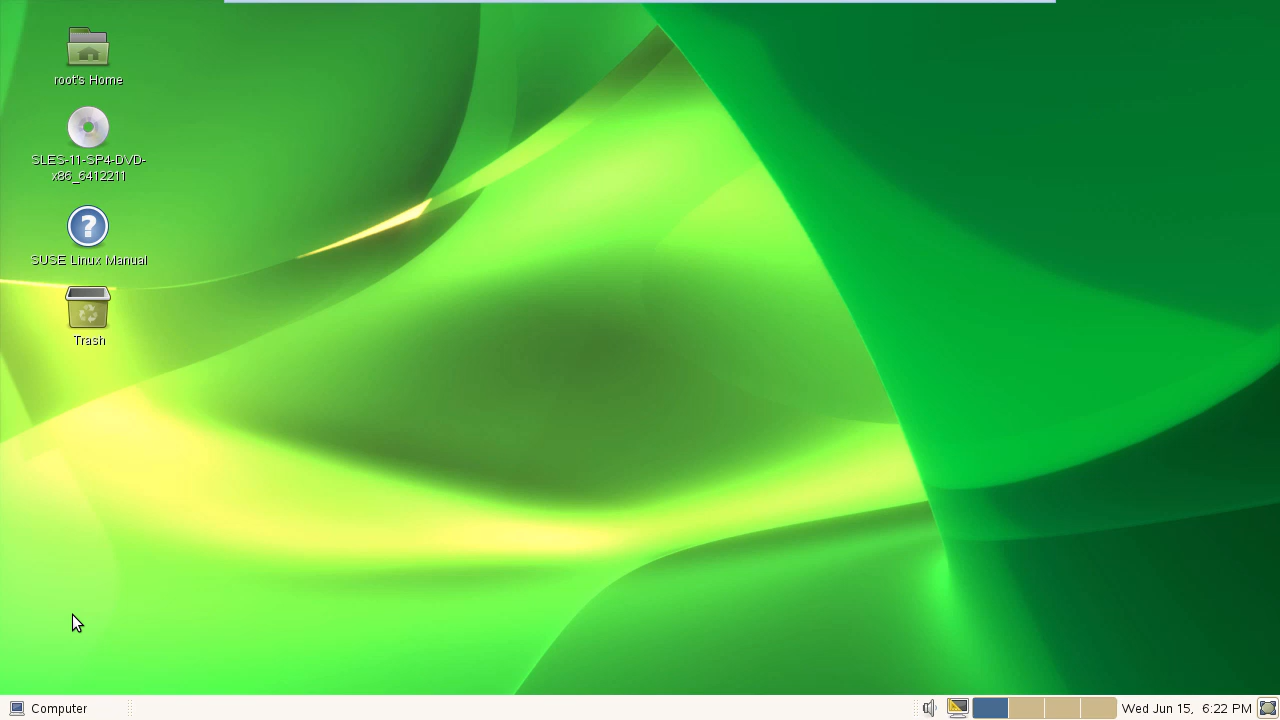 root's Home
SLES-11-SP4-DVD-
x86_6412211
SUSE Linux Manual
Trash
Computer
Wed Jun 15, 6:22 PM